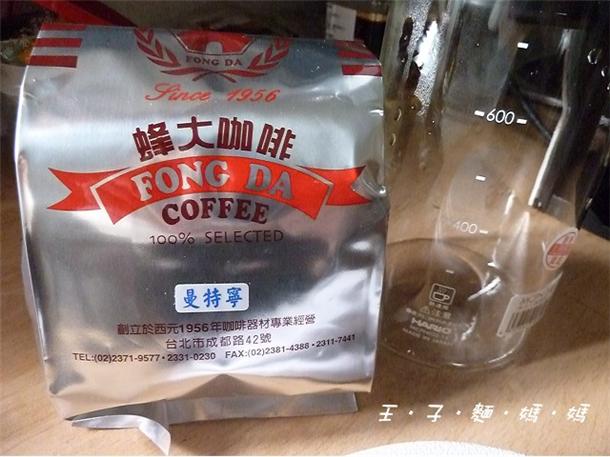 FONG DA
Since 1956
蜂大咖啡
FONG DA
COFFEE
100% SELECTED
曼特寧
創立於西元1956年咖啡器材專業經營
台北市成都路42號
TEL:(02)2371-9577・2331-0230 FAX:(02)2381-4388・2311-7441
600
400
注意
HARIO
王・子・麵・媽・媽